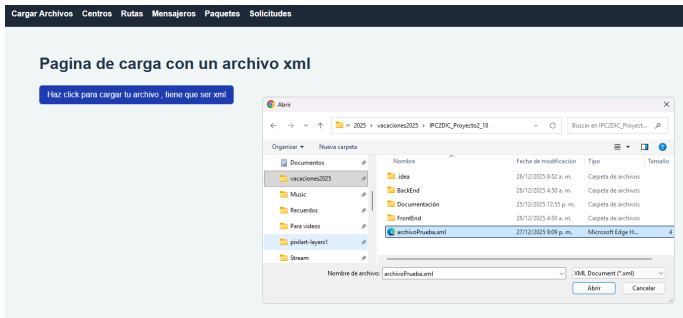 Cargar Archivos Centros Rutas Mensajeros Paquetes Solicitudes
Pagina de carga con un archivo xml
Haz click para cargar tu archivo , tiene que ser xml
Abrir
« 2025 › vacaciones2025 › IPC2DIC_Proyecto2_18
Buscar en IPC2DIC_Proyect...
Organizar Nueva carpeta
Nombre Fecha de modificación Tipo Tamaño
Documentos
vacaciones2025
Music
Recuerdos
Para videos
pixilart-layers1
Stream
.idea 28/12/2025 8:52 a. m. Carpeta de archivos
BackEnd 28/12/2025 4:50 a. m. Carpeta de archivos
Documentación 25/12/2025 12:55 p. m. Carpeta de archivos
FrontEnd 28/12/2025 4:50 a. m. Carpeta de archivos
archivoPrueba.xml 27/12/2025 9:09 p. m. Microsoft Edge H... 4
Nombre de archivo: archivoPrueba.xml XML Document (*.xml)
Abrir Cancelar